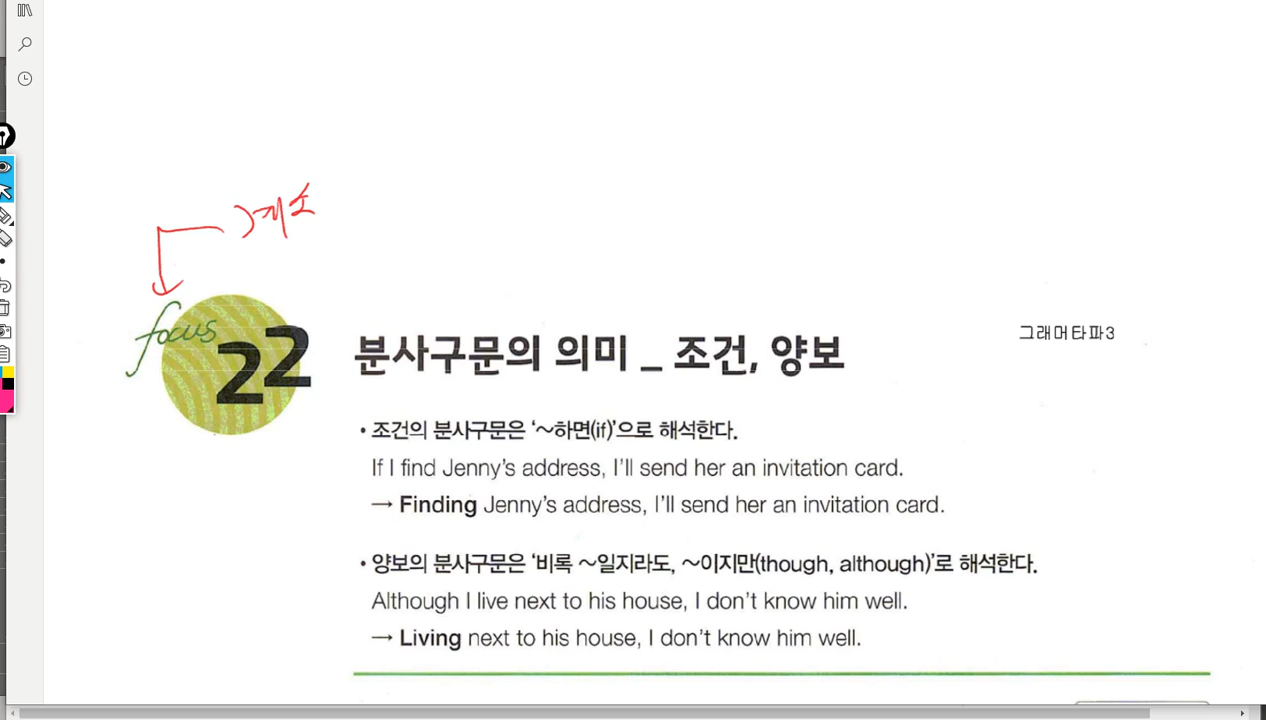 focus
22
분사구문의 의미 _ 조건, 양보
그래머타파3
• 조건의 분사구문은 ‘~하면(if)’으로 해석한다.
If I find Jenny’s address, I’ll send her an invitation card.
→ Finding Jenny’s address, I’ll send her an invitation card.
• 양보의 분사구문은 ‘비록 ~일지라도, ~이지만(though, although)’로 해석한다.
Although I live next to his house, I don’t know him well.
→ Living next to his house, I don’t know him well.